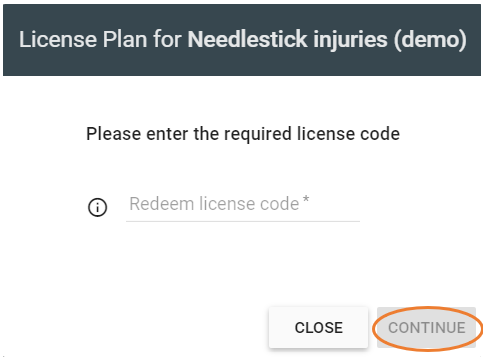 License Plan for Needlestick injuries (demo)
Please enter the required license code
Redeem license code *
CLOSE CONTINUE